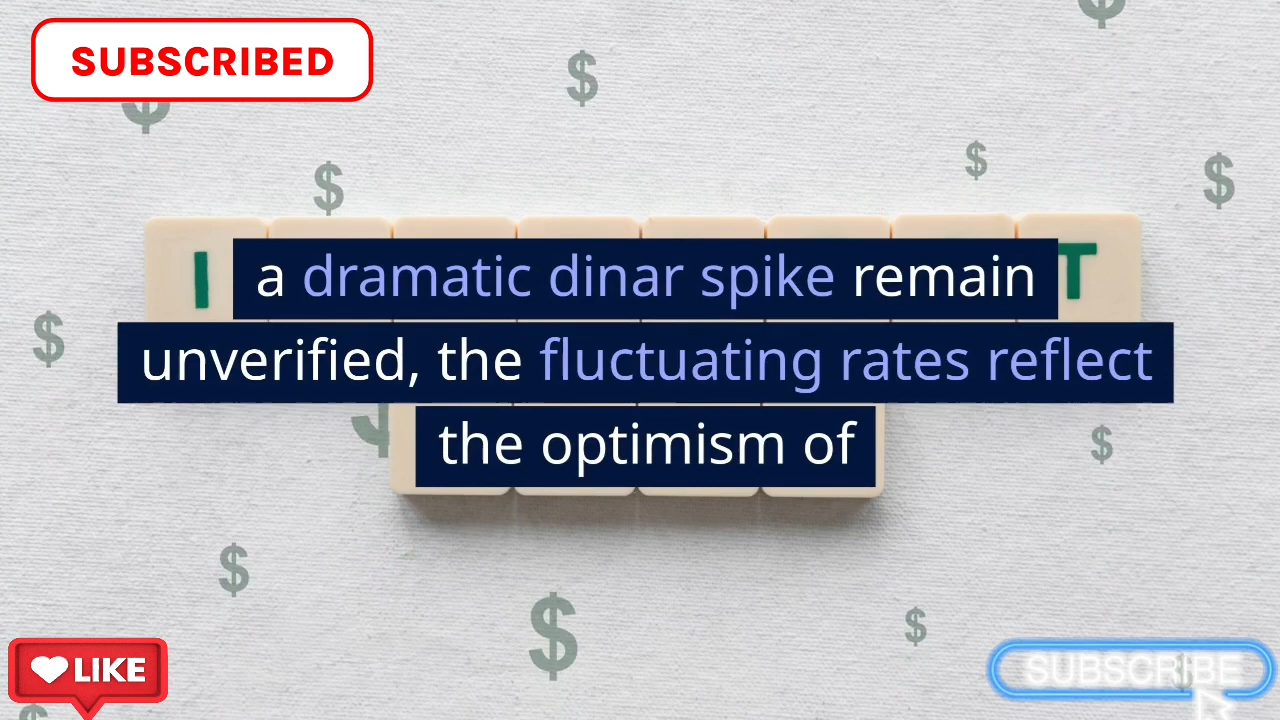 SUBSCRIBED
I
T
a dramatic dinar spike remain
unverified, the fluctuating rates reflect
the optimism of
LIKE
SUBSCRIBE